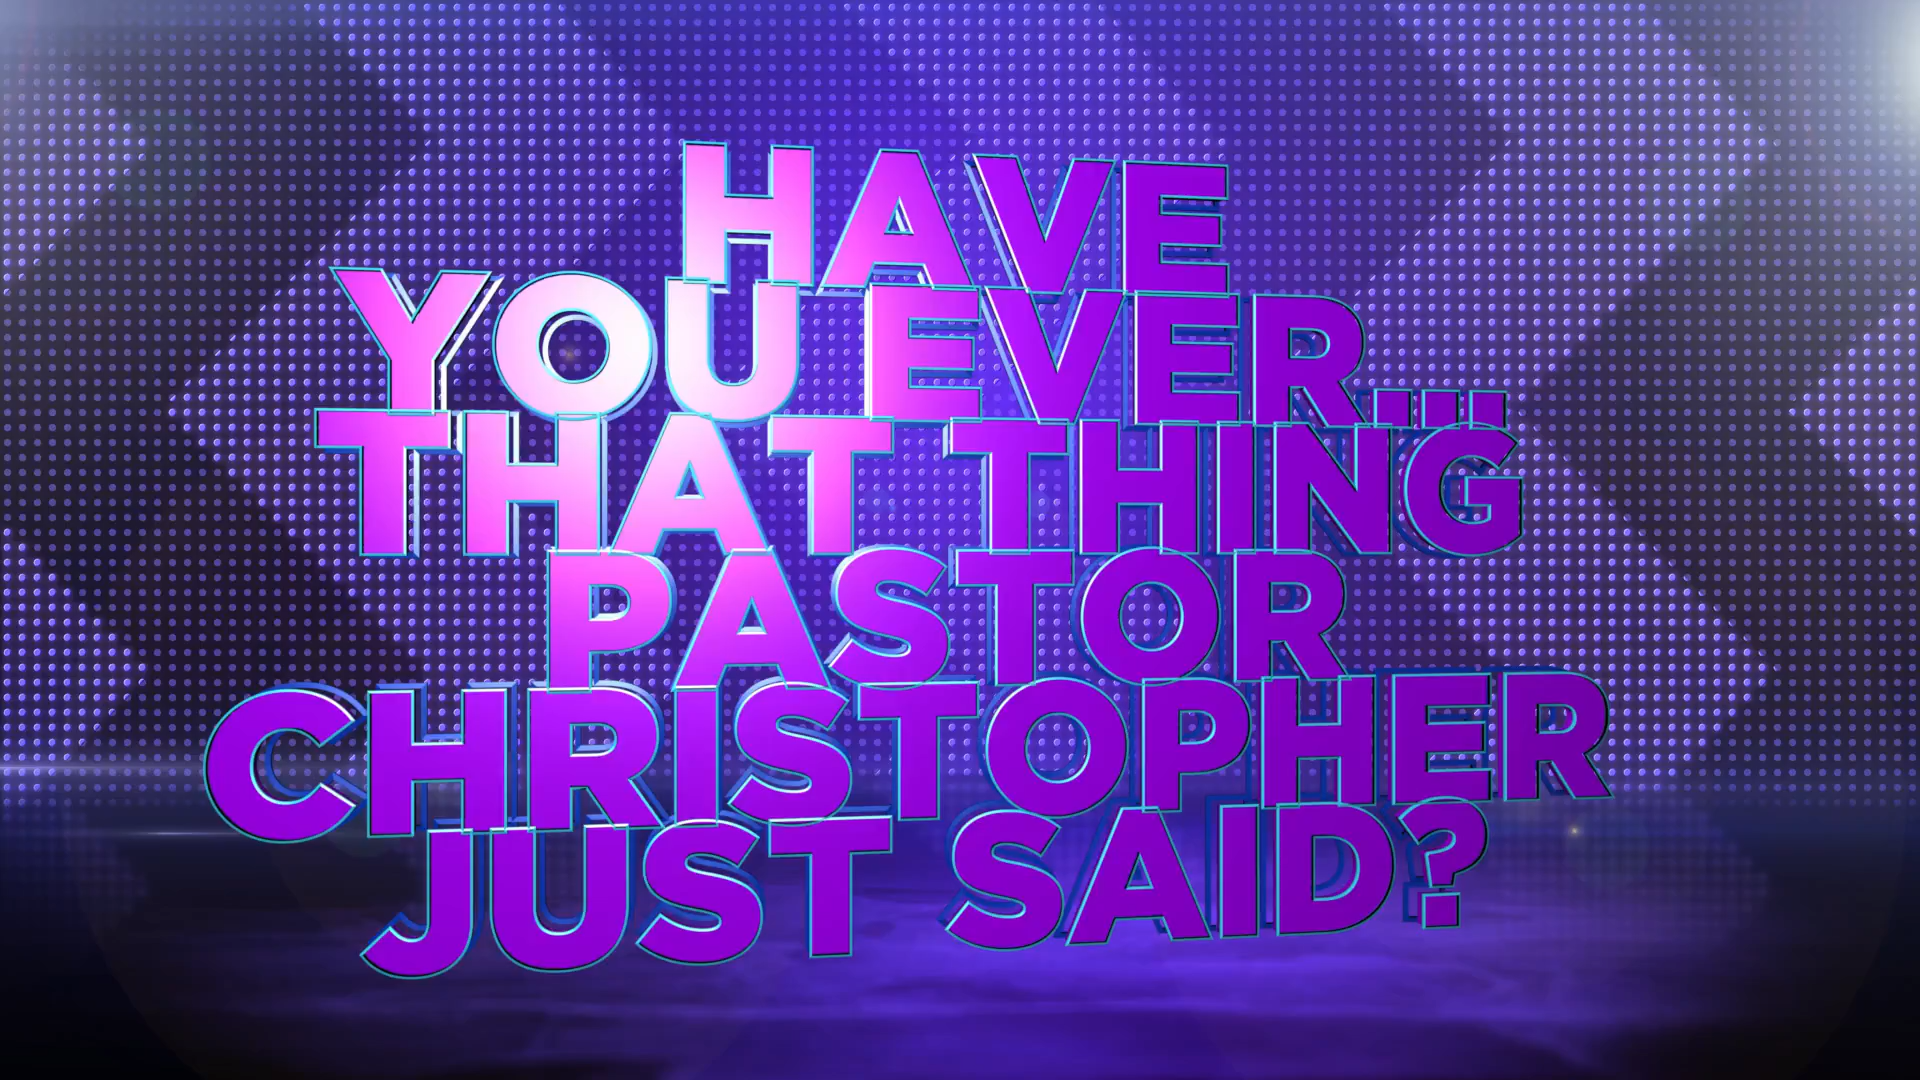 HAVE
YOU EVER...
THAT THING
PASTOR
CHRISTOPHER
JUST SAID?